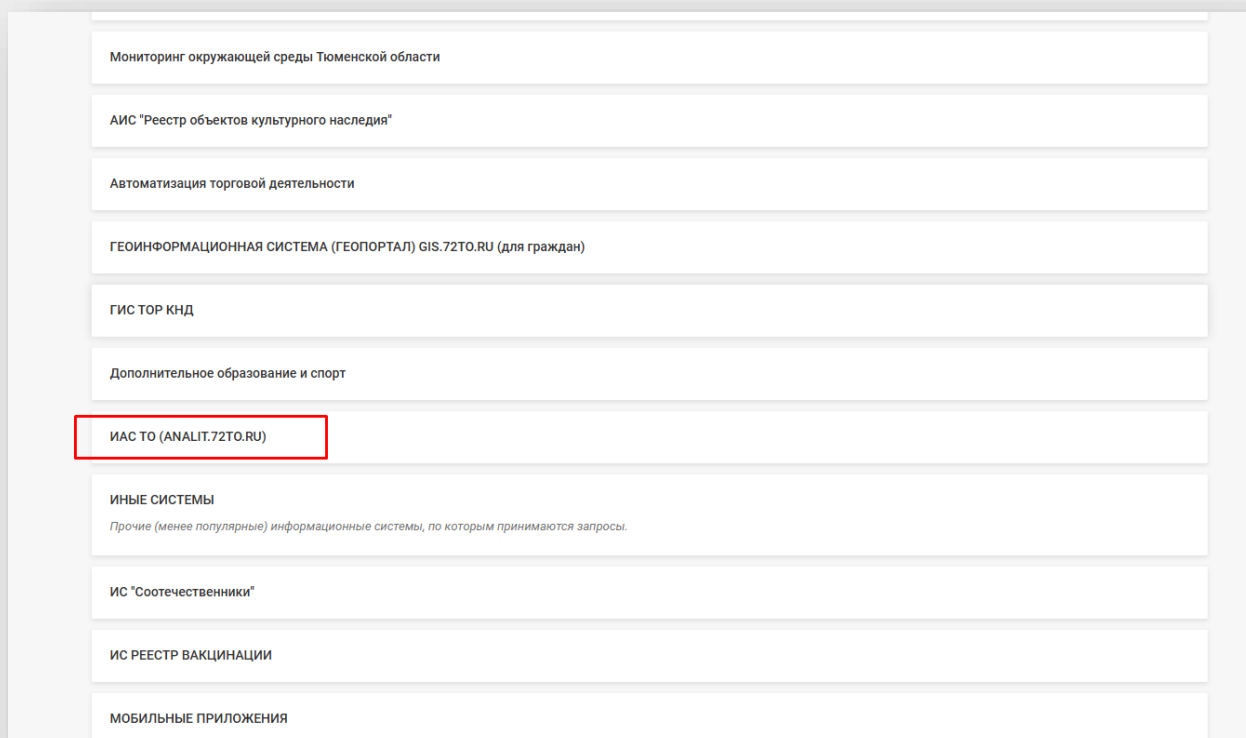 Мониторинг окружающей среды Тюменской области
АИС "Реестр объектов культурного наследия"
Автоматизация торговой деятельности
ГЕОИНФОРМАЦИОННАЯ СИСТЕМА (ГЕОПОРТАЛ) GIS.72TO.RU (для граждан)
ГИС ТОР КНД
Дополнительное образование и спорт
ИАС ТО (ANALIT.72TO.RU)
ИНЫЕ СИСТЕМЫ
Прочие (менее популярные) информационные системы, по которым принимаются запросы.
ИС "Соотечественники"
ИС РЕЕСТР ВАКЦИНАЦИИ
МОБИЛЬНЫЕ ПРИЛОЖЕНИЯ